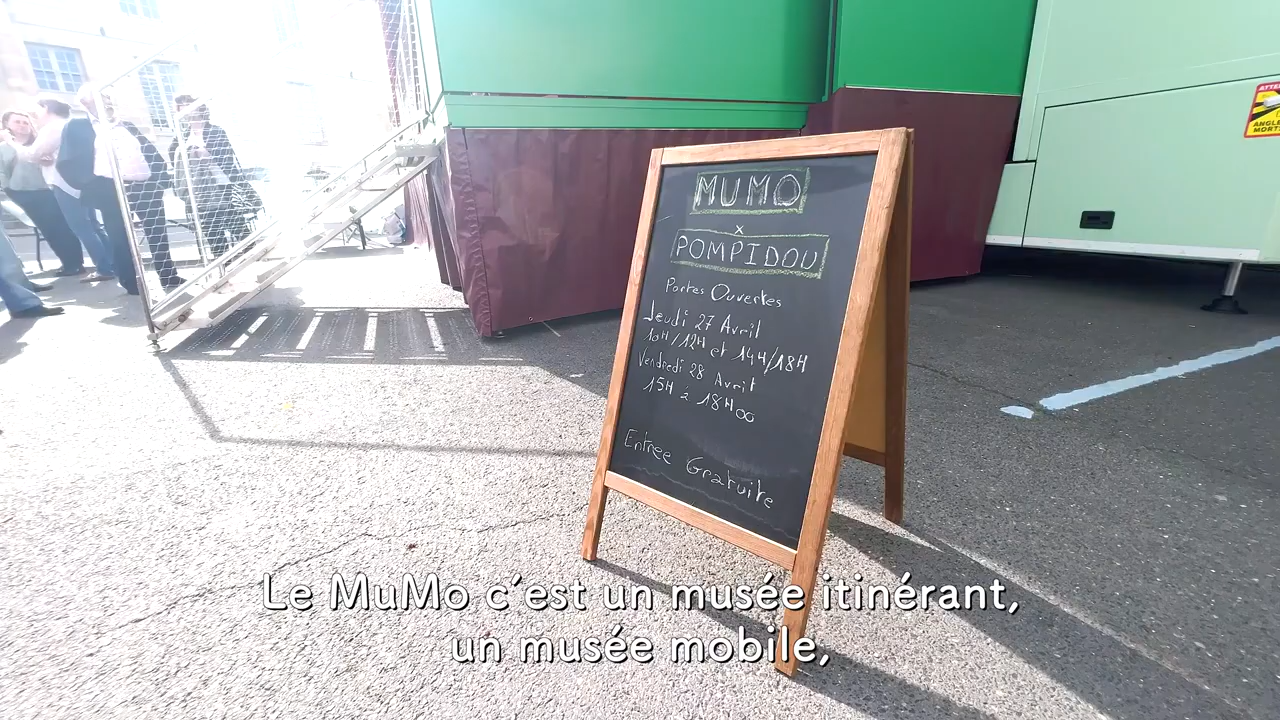 MUMO
x
POMPIDOU
Portes Ouvertes
Jeudi 27 Avril
10H/12H et 14H/18H
Vendredi 28 Avril
15H à 18H00
Entrée Gratuite
Le MuMo c'est un musée itinérant,
un musée mobile,